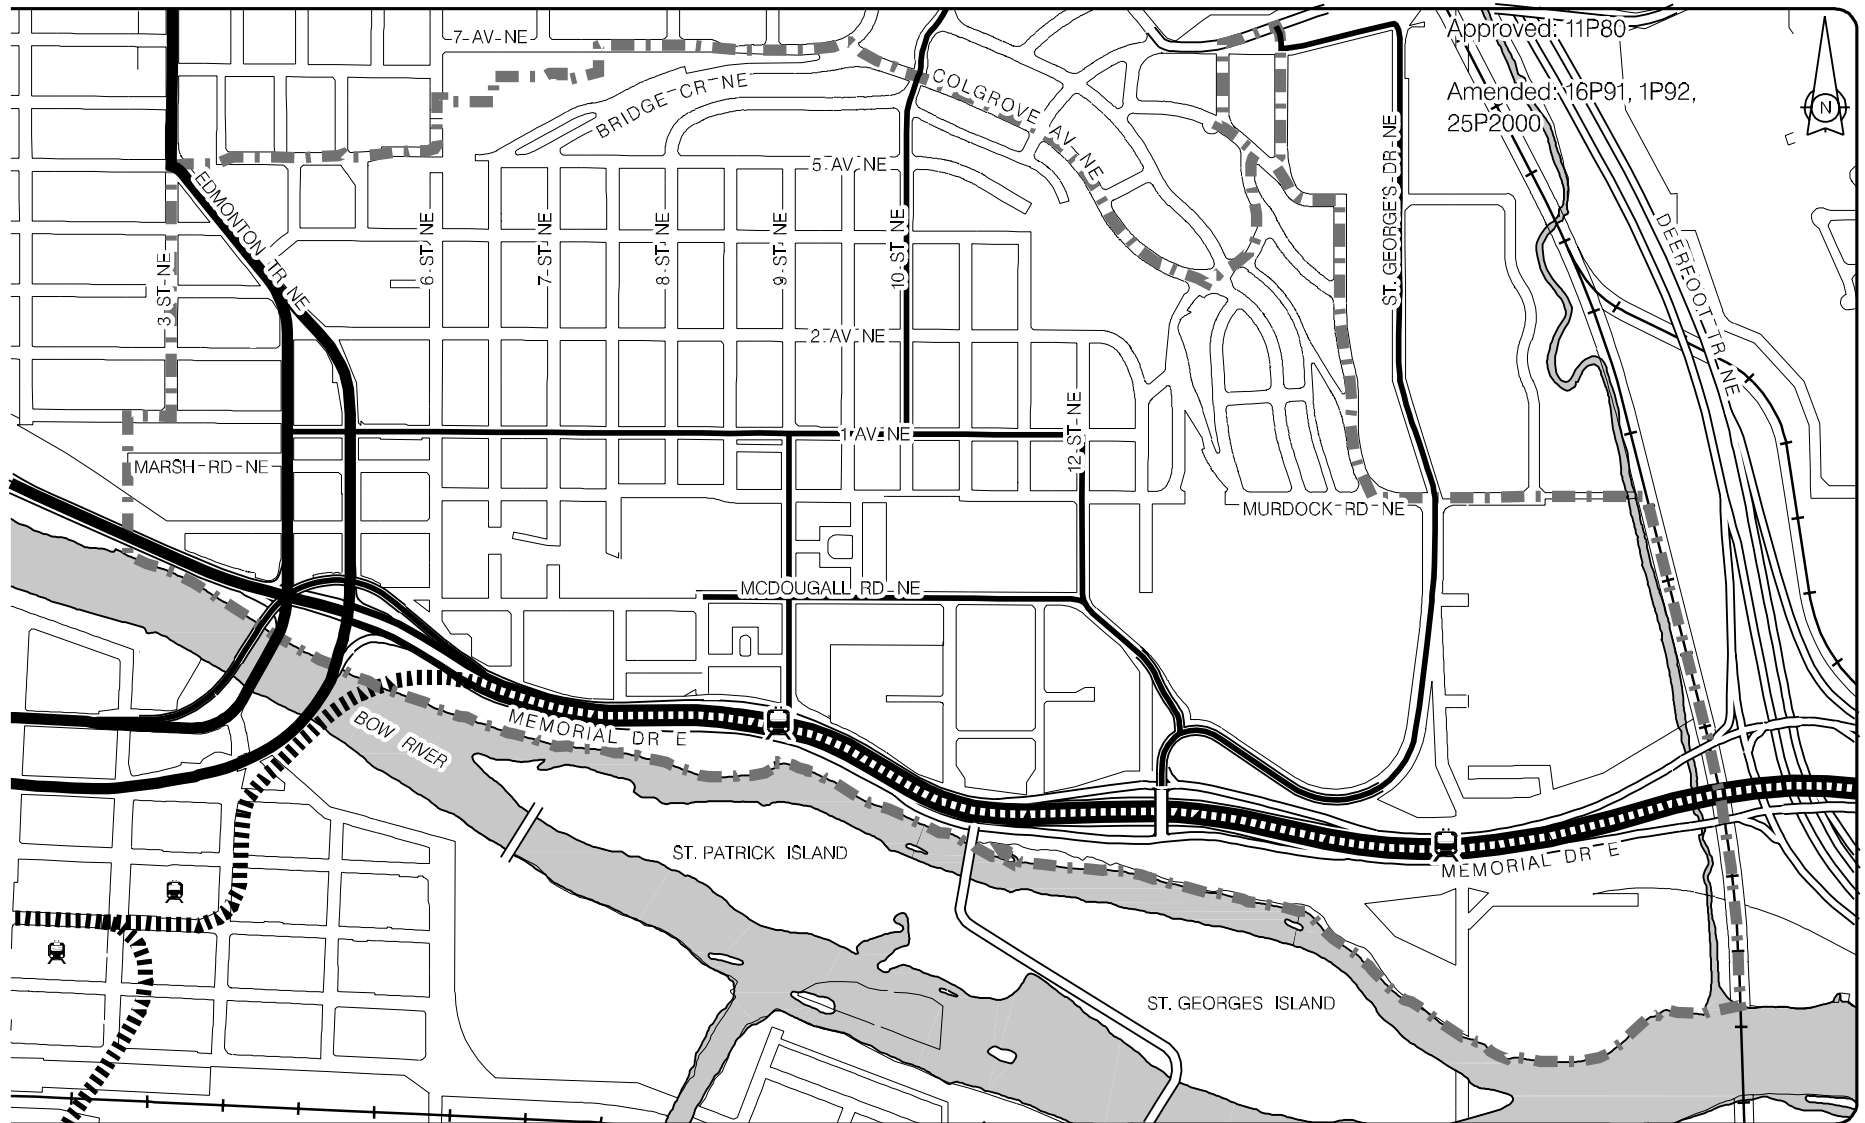 Approved: 11P80
Amended: 16P91, 1P92,
25P2000
N
7 AV NE
BRIDGE CR NE
COLGROVE AV NE
5 AV NE
EDMONTON TR NE
3 ST NE
6 ST NE
7 ST NE
8 ST NE
9 ST NE
10 ST NE
ST. GEORGE'S DR NE
DEERFOOT TR NE
2 AV NE
12 ST NE
1 AV NE
MARSH RD NE
MURDOCK RD NE
MCDOUGALL RD NE
BOW RIVER
MEMORIAL DR E
ST. PATRICK ISLAND
MEMORIAL DR E
ST. GEORGES ISLAND